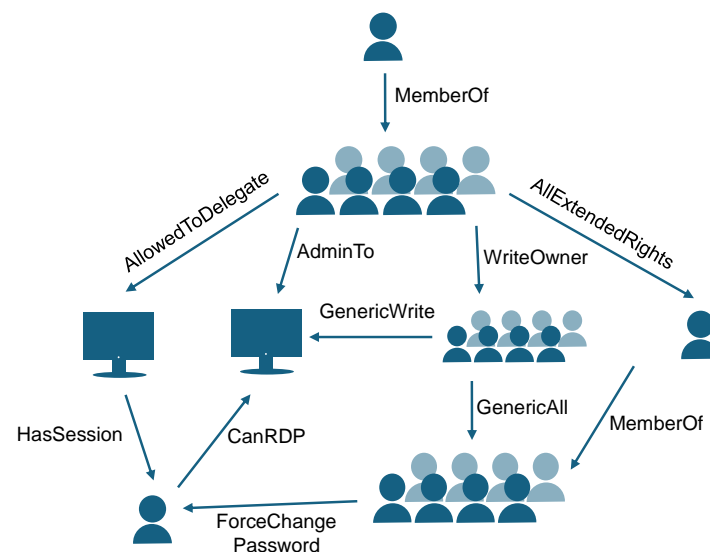 MemberOf
AllowedToDelegate
AllExtendedRights
AdminTo
WriteOwner
GenericWrite
GenericAll
HasSession
CanRDP
MemberOf
ForceChange
Password